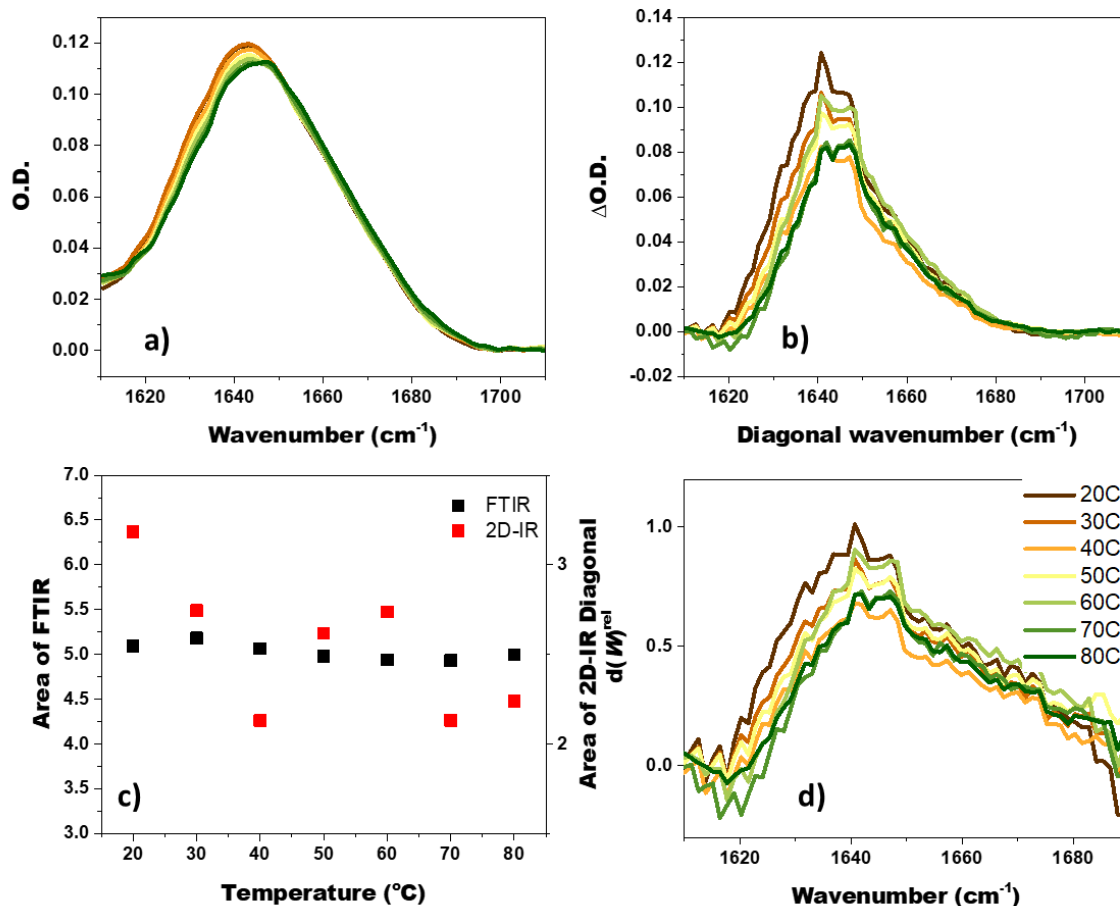 0.12
0.10
0.08
0.06
0.04
0.02
0.00
O.D.
a)
1620 1640 1660 1680 1700
Wavenumber (cm⁻¹)
0.14
0.12
0.10
0.08
0.06
0.04
0.02
0.00
-0.02
ΔO.D.
b)
1620 1640 1660 1680 1700
Diagonal wavenumber (cm⁻¹)
7.0
6.5
6.0
5.5
5.0
4.5
4.0
3.5
3.0
Area of FTIR
FTIR
2D-IR
3
2
Area of 2D-IR Diagonal
c)
20 30 40 50 60 70 80
Temperature (°C)
1.0
0.5
0.0
d(W)rel
20C
30C
40C
50C
60C
70C
80C
d)
1620 1640 1660 1680
Wavenumber (cm⁻¹)